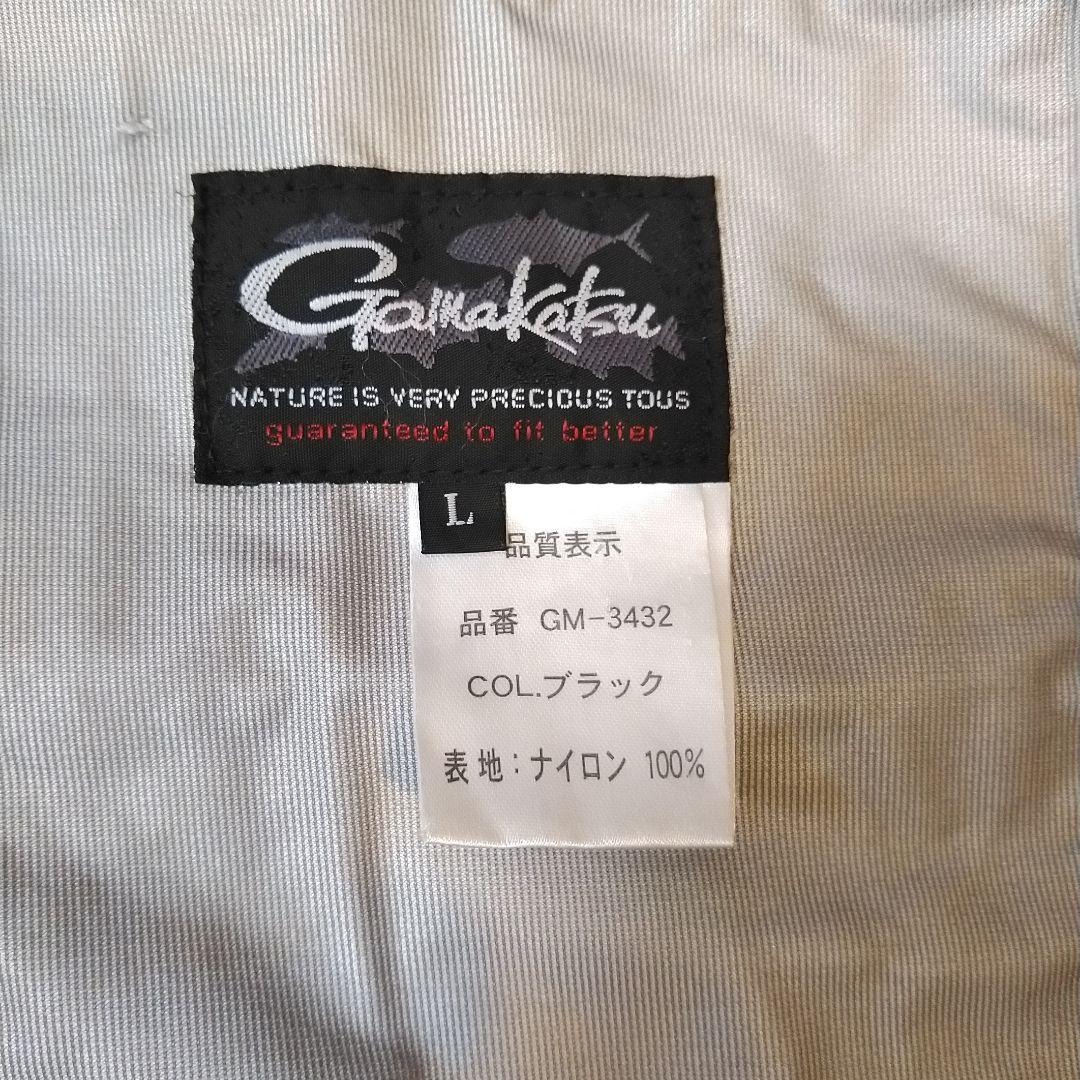 Gamakatsu
NATURE IS VERY PRECIOUS TOUS
guaranteed to fit better
L
品質表示
品番 GM-3432
COL.ブラック
表地:ナイロン 100%